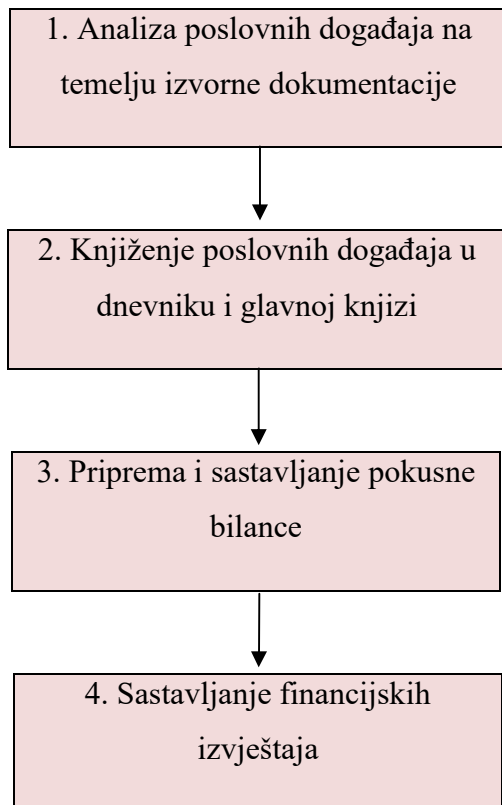 1. Analiza poslovnih događaja na
temelju izvorne dokumentacije
2. Knjiženje poslovnih događaja u
dnevniku i glavnoj knjizi
3. Priprema i sastavljanje pokusne
bilance
4. Sastavljanje financijskih
izvještaja